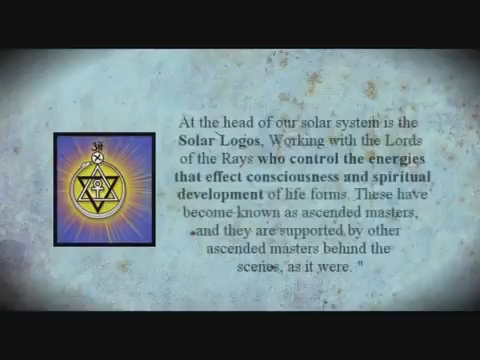 At the head of our solar system is the
Solar Logos, Working with the Lords
of the Rays who control the energies
that effect consciousness and spiritual
development of life forms. These have
become known as ascended masters,
and they are supported by other
ascended masters behind the
scenes, as it were. "